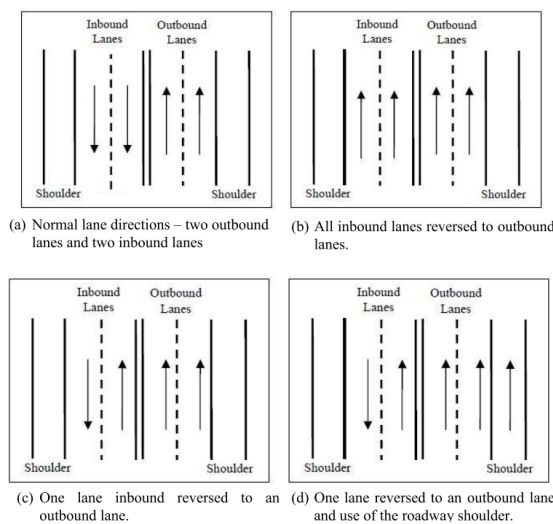 Inbound
Lanes
Outbound
Lanes
Shoulder
Shoulder
(a) Normal lane directions – two outbound
lanes and two inbound lanes
Inbound
Lanes
Outbound
Lanes
Shoulder
Shoulder
(b) All inbound lanes reversed to outbound
lanes.
Inbound
Lanes
Outbound
Lanes
Shoulder
Shoulder
(c) One lane inbound reversed to an
outbound lane.
Inbound
Lanes
Outbound
Lanes
Shoulder
Shoulder
(d) One lane reversed to an outbound lane
and use of the roadway shoulder.